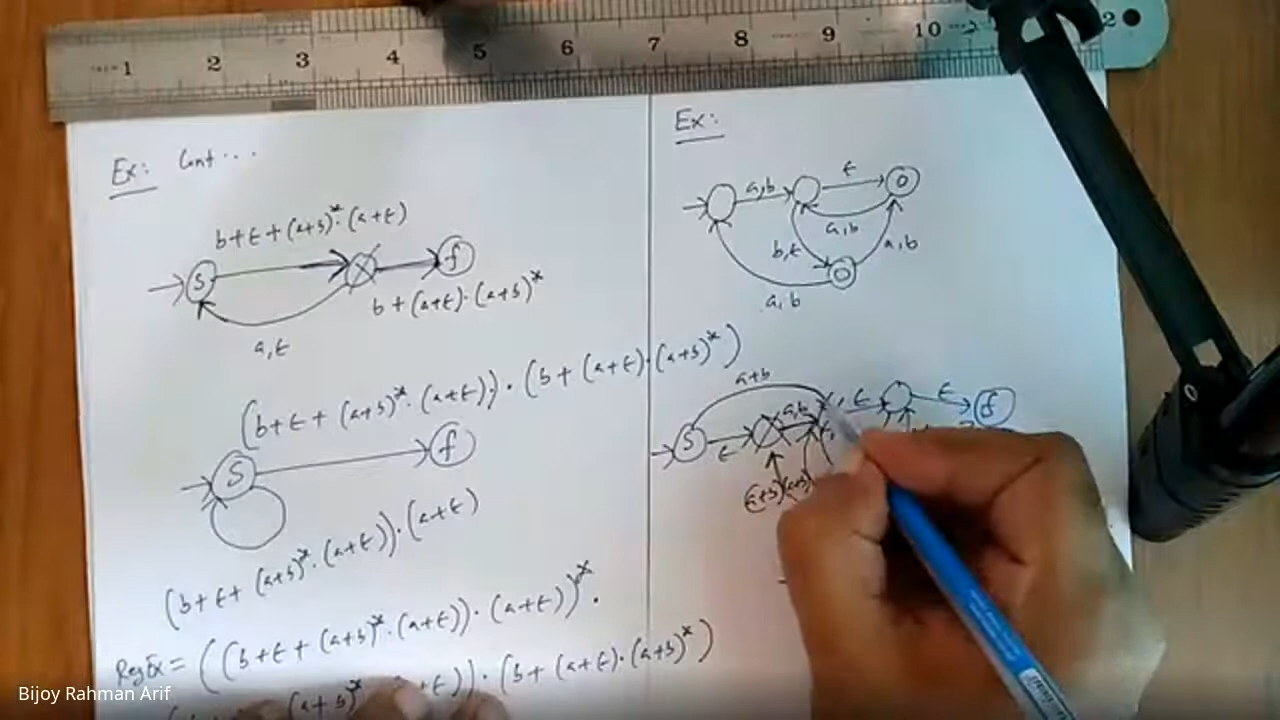 1 2 3 4 5 6 7 8 9 10 2
Ex: Cont...
b+ε+(a+b)*.(a+ε)
S f
b+(a+ε).(a+b)*
a,ε
(b+ε+(a+b)*.(a+ε)).(b+(a+ε).(a+b)*)
S f
(b+ε+(a+b)*.(a+ε)).(a+ε)
RegEx = ((b+ε+(a+b)*.(a+ε)).(a+ε))*.
(a+b)* +ε)).(b+(a+ε).(a+b)*)
Ex:
a,b ε
a,b
b,ε a,b
a,b
a+b
S ε a,b ε ε f
(a+b)(a+b)
Bijoy Rahman Arif